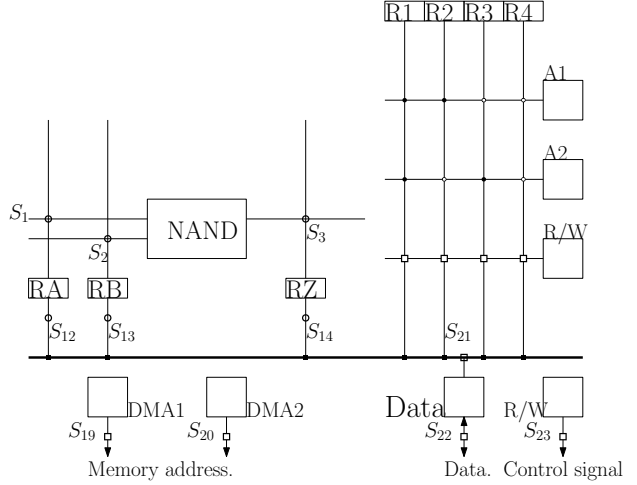 R1 R2 R3 R4
A1
A2
S1
NAND
S2
S3
R/W
RA RB RZ
S12 S13 S14 S21
DMA1 DMA2 Data R/W
S19 S20 S22 S23
Memory address. Data. Control signal